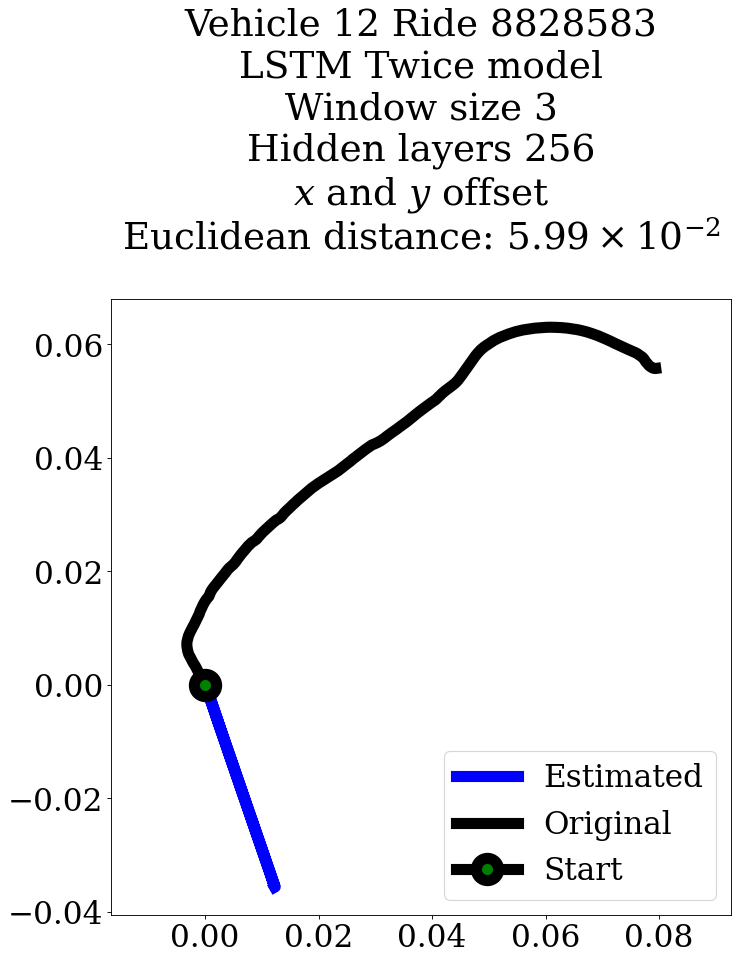 Vehicle 12 Ride 8828583
LSTM Twice model
Window size 3
Hidden layers 256
x and y offset
Euclidean distance: 5.99 × 10⁻²
0.06
0.04
0.02
0.00
−0.02
−0.04
Estimated
Original
Start
0.00 0.02 0.04 0.06 0.08